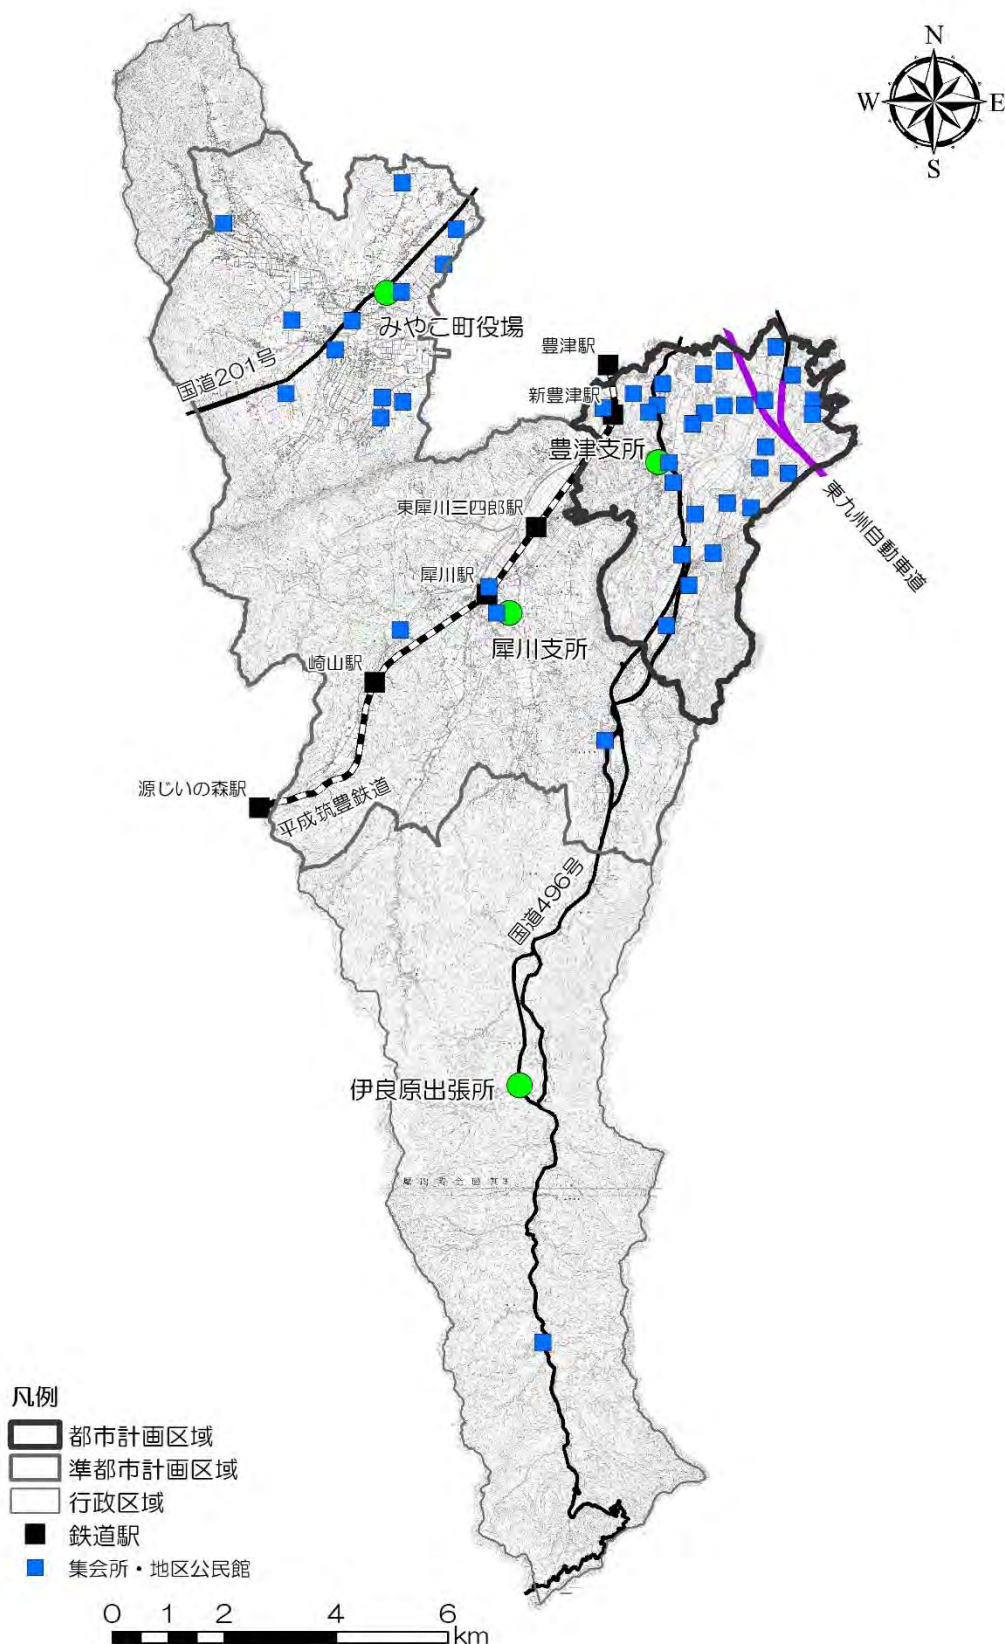 N
W E
S
みやこ町役場
国道201号
豊津駅
新豊津駅
豊津支所
東九州自動車道
東犀川三四郎駅
犀川駅
犀川支所
崎山駅
源じいの森駅
平成筑豊鉄道
国道496号
伊良原出張所
凡例
都市計画区域
準都市計画区域
行政区域
鉄道駅
集会所・地区公民館
0 1 2 4 6
km